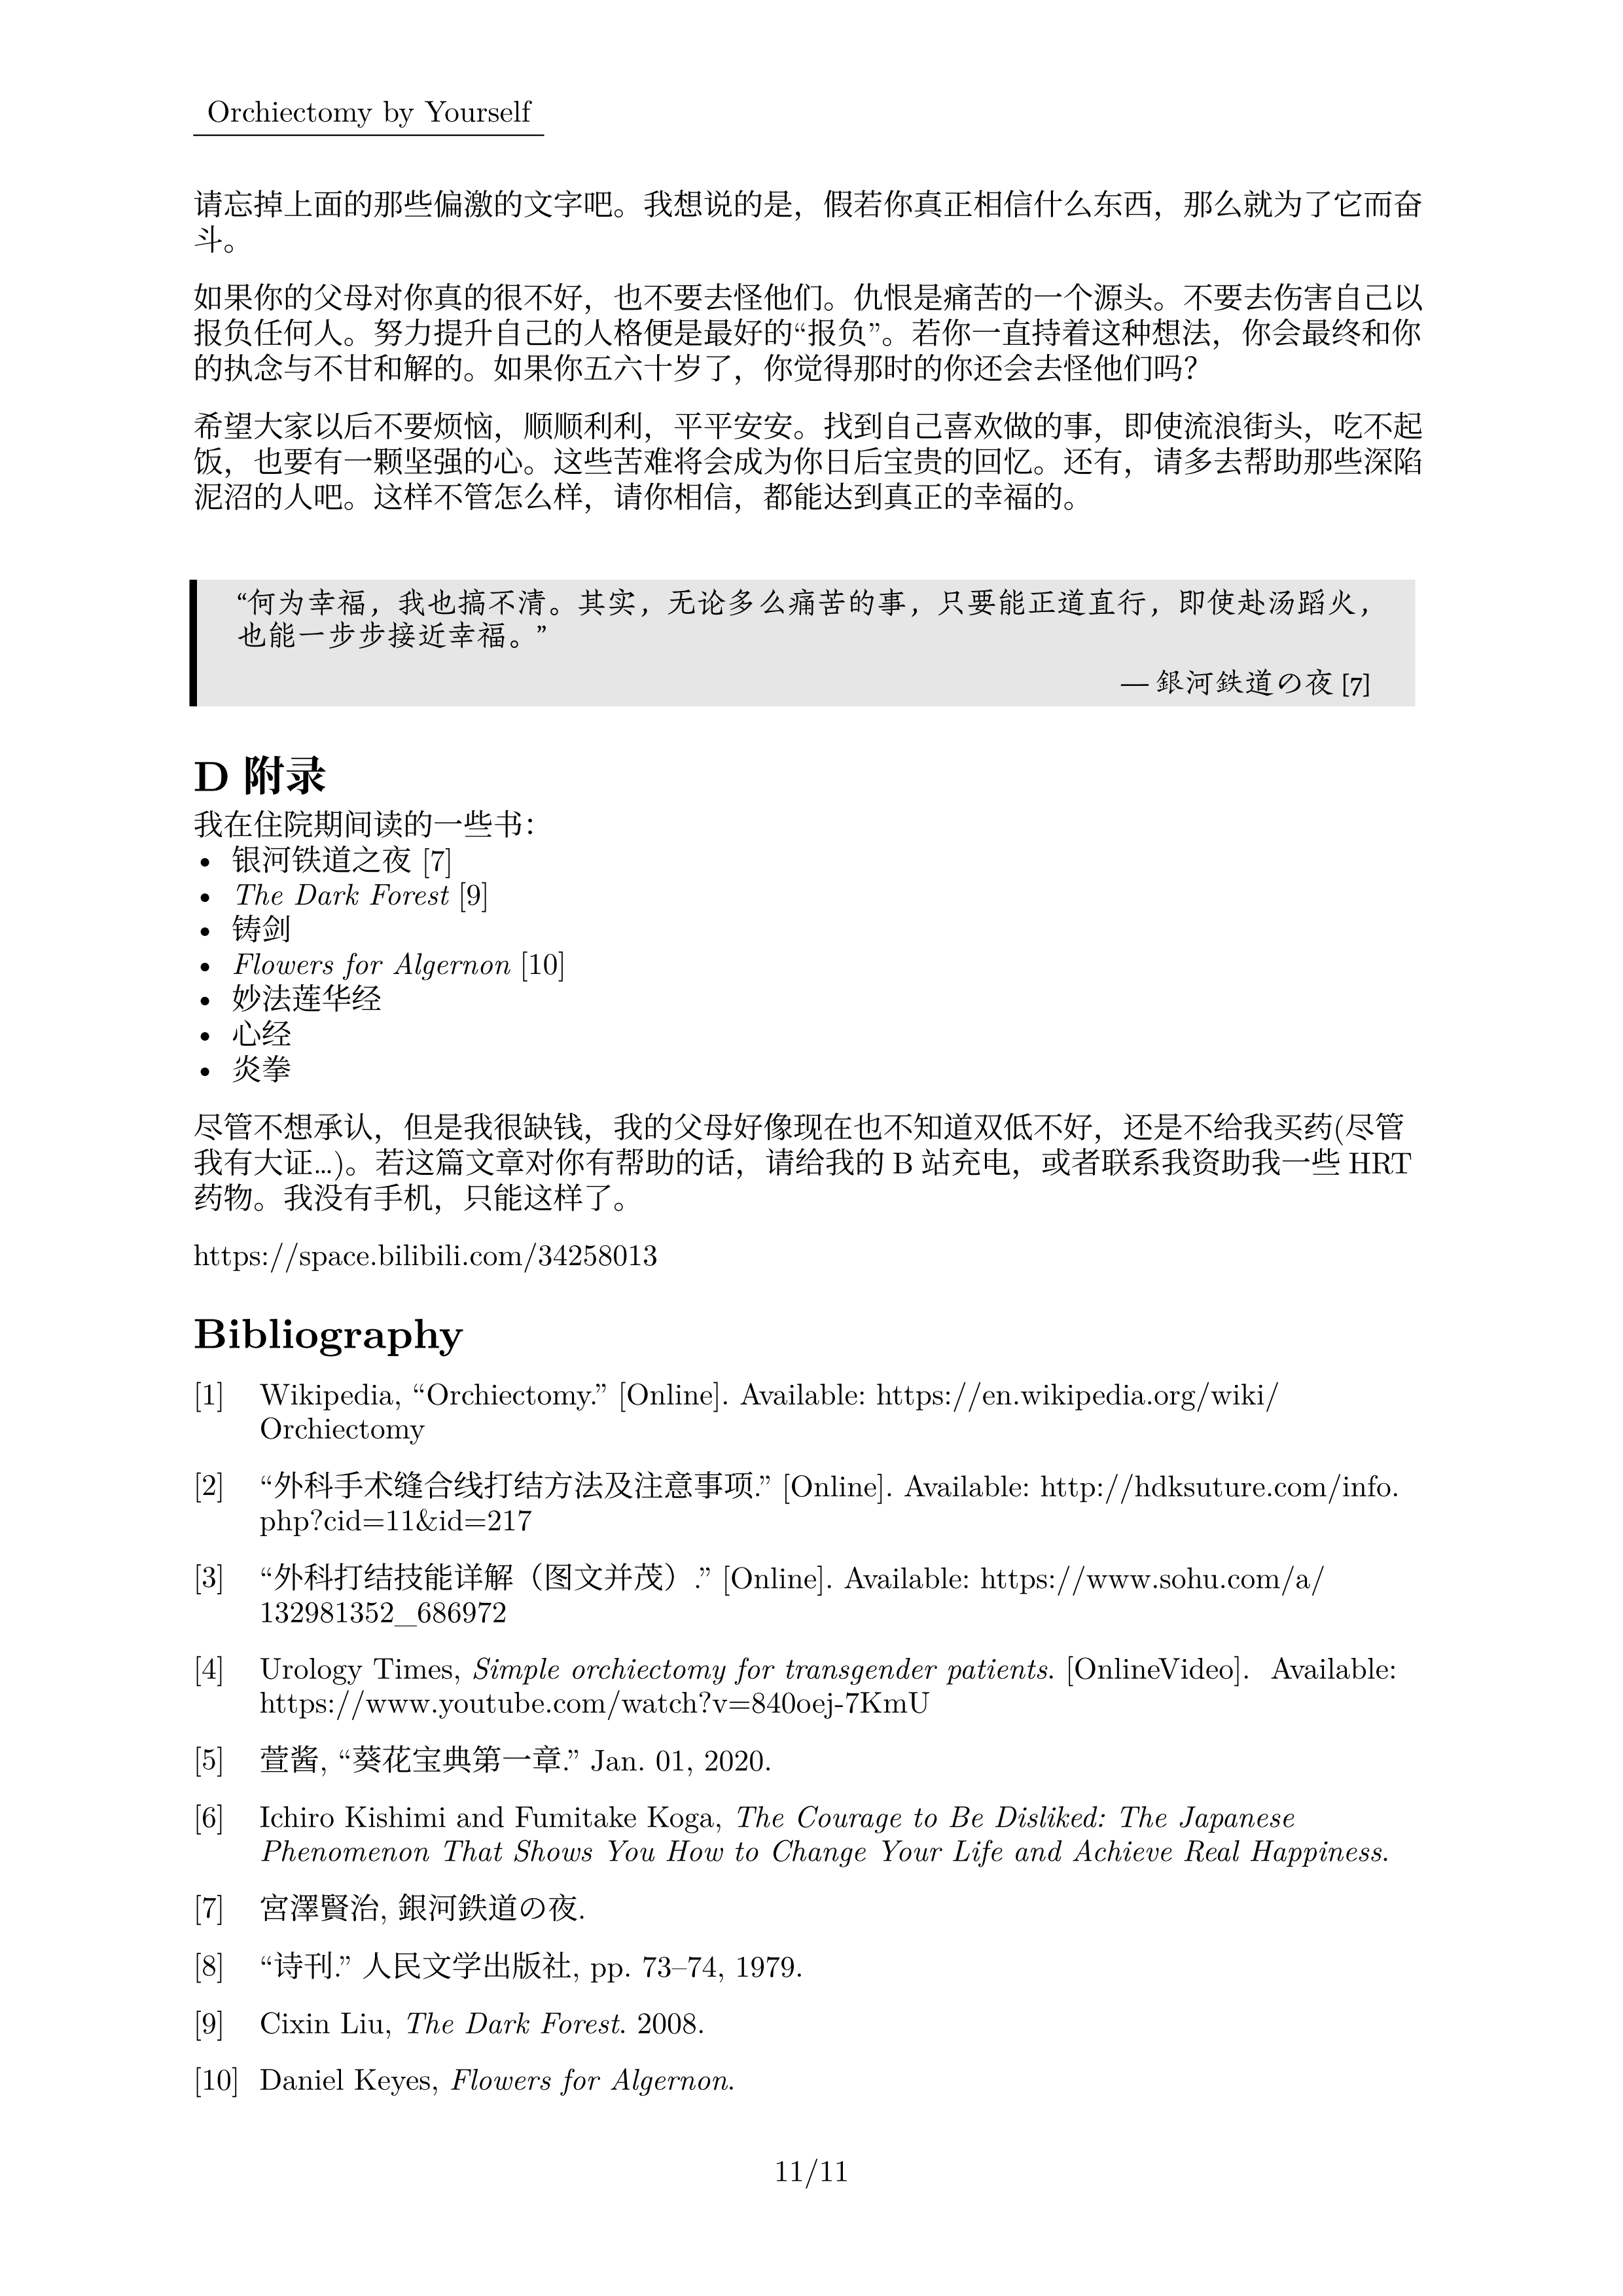 Orchiectomy by Yourself
请忘掉上面的那些偏激的文字吧。我想说的是，假若你真正相信什么东西，那么就为了它而奋
斗。
如果你的父母对你真的很不好，也不要去怪他们。仇恨是痛苦的一个源头。不要去伤害自己以
报负任何人。努力提升自己的人格便是最好的“报负”。若你一直持着这种想法，你会最终和你
的执念与不甘和解的。如果你五六十岁了，你觉得那时的你还会去怪他们吗？
希望大家以后不要烦恼，顺顺利利，平平安安。找到自己喜欢做的事，即使流浪街头，吃不起
饭，也要有一颗坚强的心。这些苦难将会成为你日后宝贵的回忆。还有，请多去帮助那些深陷
泥沼的人吧。这样不管怎么样，请你相信，都能达到真正的幸福的。
“何为幸福，我也搞不清。其实，无论多么痛苦的事，只要能正道直行，即使赴汤蹈火，
也能一步步接近幸福。”
— 銀河鉄道の夜 [7]
D 附录
我在住院期间读的一些书：
• 银河铁道之夜 [7]
• The Dark Forest [9]
• 铸剑
• Flowers for Algernon [10]
• 妙法莲华经
• 心经
• 炎拳
尽管不想承认，但是我很缺钱，我的父母好像现在也不知道双低不好，还是不给我买药(尽管
我有大证…)。若这篇文章对你有帮助的话，请给我的 B 站充电，或者联系我资助我一些 HRT
药物。我没有手机，只能这样了。
https://space.bilibili.com/34258013
Bibliography
[1] Wikipedia, “Orchiectomy.” [Online]. Available: https://en.wikipedia.org/wiki/
Orchiectomy
[2] “外科手术缝合线打结方法及注意事项.” [Online]. Available: http://hdksuture.com/info.
php?cid=11&id=217
[3] “外科打结技能详解（图文并茂）.” [Online]. Available: https://www.sohu.com/a/
132981352_686972
[4] Urology Times, Simple orchiectomy for transgender patients. [OnlineVideo]. Available:
https://www.youtube.com/watch?v=840oej-7KmU
[5] 萱酱, “葵花宝典第一章.” Jan. 01, 2020.
[6] Ichiro Kishimi and Fumitake Koga, The Courage to Be Disliked: The Japanese
Phenomenon That Shows You How to Change Your Life and Achieve Real Happiness.
[7] 宮澤賢治, 銀河鉄道の夜.
[8] “诗刊.” 人民文学出版社, pp. 73–74, 1979.
[9] Cixin Liu, The Dark Forest. 2008.
[10] Daniel Keyes, Flowers for Algernon.
11/11